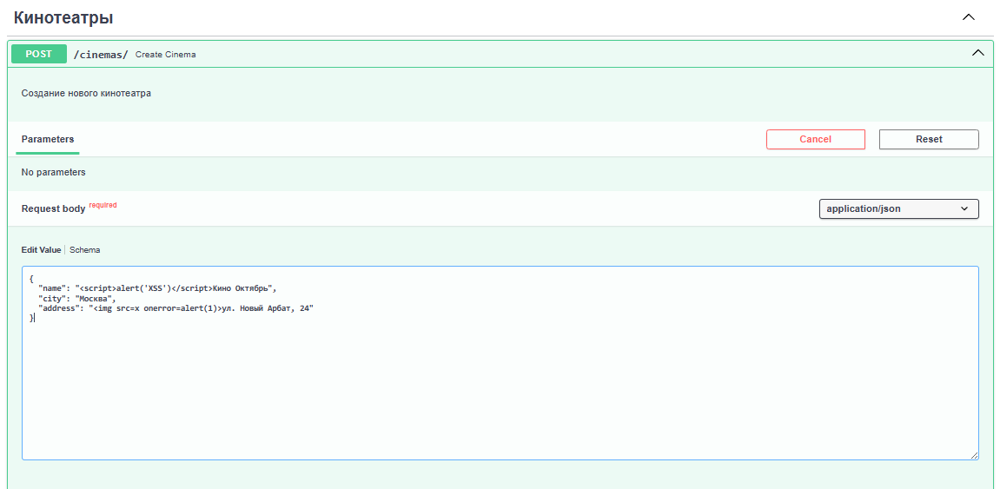 Кинотеатры
POST /cinemas/ Create Cinema
Создание нового кинотеатра
Parameters Cancel Reset
No parameters
Request body required application/json
Edit Value Schema
{
"name": "<script>alert('XSS')</script>Кино Октябрь",
"city": "Москва",
"address": "<img src=x onerror=alert(1)>ул. Новый Арбат, 24"
}